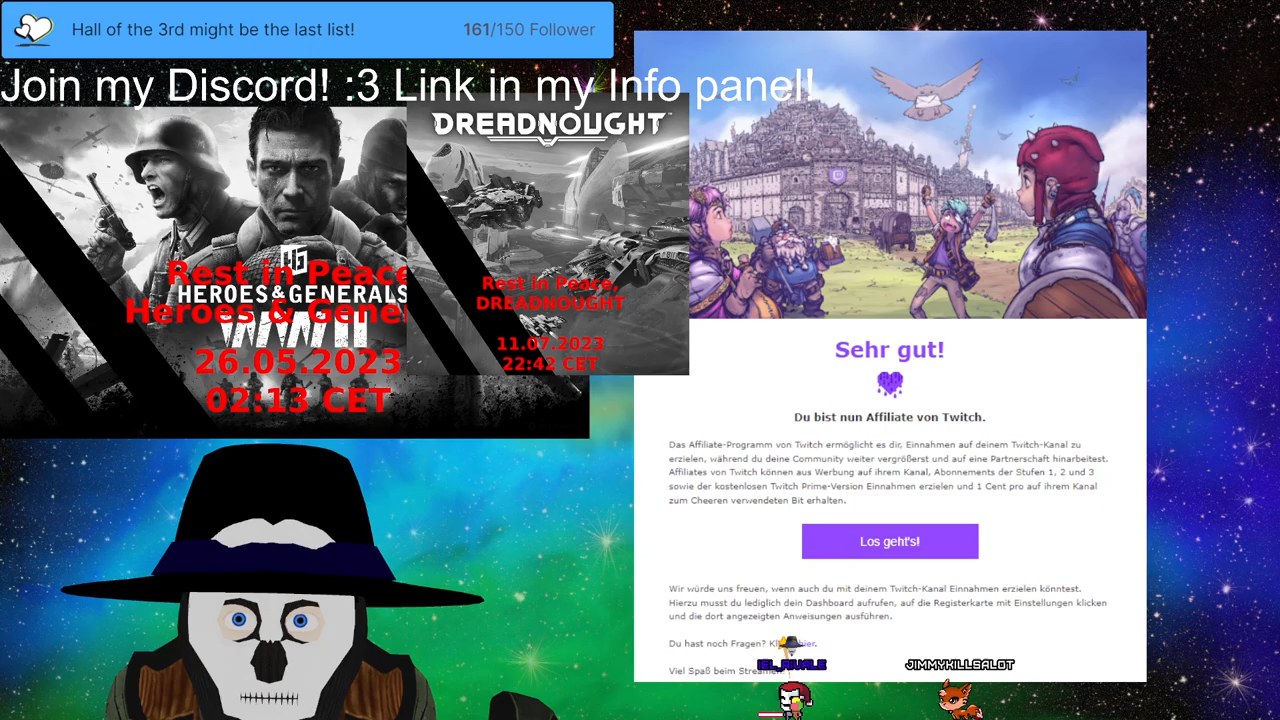 Hall of the 3rd might be the last list!
161/150 Follower
Join my Discord! :3 Link in my Info panel!
Rest in Peace
HEROES & GENERALS
Heroes & Gene
WWII
26.05.2023
02:13 CET
DREADNOUGHT
Rest in Peace,
DREADNOUGHT
11.07.2023
22:42 CET
Sehr gut!
Du bist nun Affiliate von Twitch.
Das Affiliate-Programm von Twitch ermöglicht es dir, Einnahmen auf deinem Twitch-Kanal zu
erzielen, während du deine Community weiter vergrößerst und auf eine Partnerschaft hinarbeitest.
Affiliates von Twitch können aus Werbung auf ihrem Kanal, Abonnements der Stufen 1, 2 und 3
sowie der kostenlosen Twitch Prime-Version Einnahmen erzielen und 1 Cent pro auf ihrem Kanal
zum Cheeren verwendeten Bit erhalten.
Los geht's!
Wir würde uns freuen, wenn auch du mit deinem Twitch-Kanal Einnahmen erzielen könntest.
Hierzu musst du lediglich dein Dashboard aufrufen, auf die Registerkarte mit Einstellungen klicken
und die dort angezeigten Anweisungen ausführen.
Du hast noch Fragen? hier.
Viel Spaß beim Streamen
JIMMYKILLSALOT